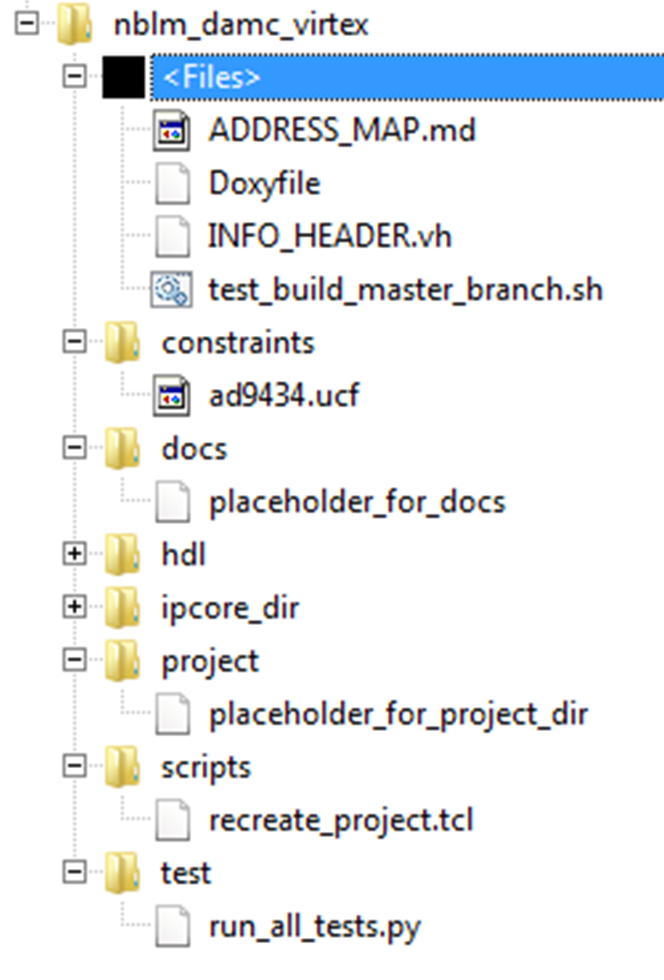 nblm_damc_virtex
<Files>
ADDRESS_MAP.md
Doxyfile
INFO_HEADER.vh
test_build_master_branch.sh
constraints
ad9434.ucf
docs
placeholder_for_docs
hdl
ipcore_dir
project
placeholder_for_project_dir
scripts
recreate_project.tcl
test
run_all_tests.py